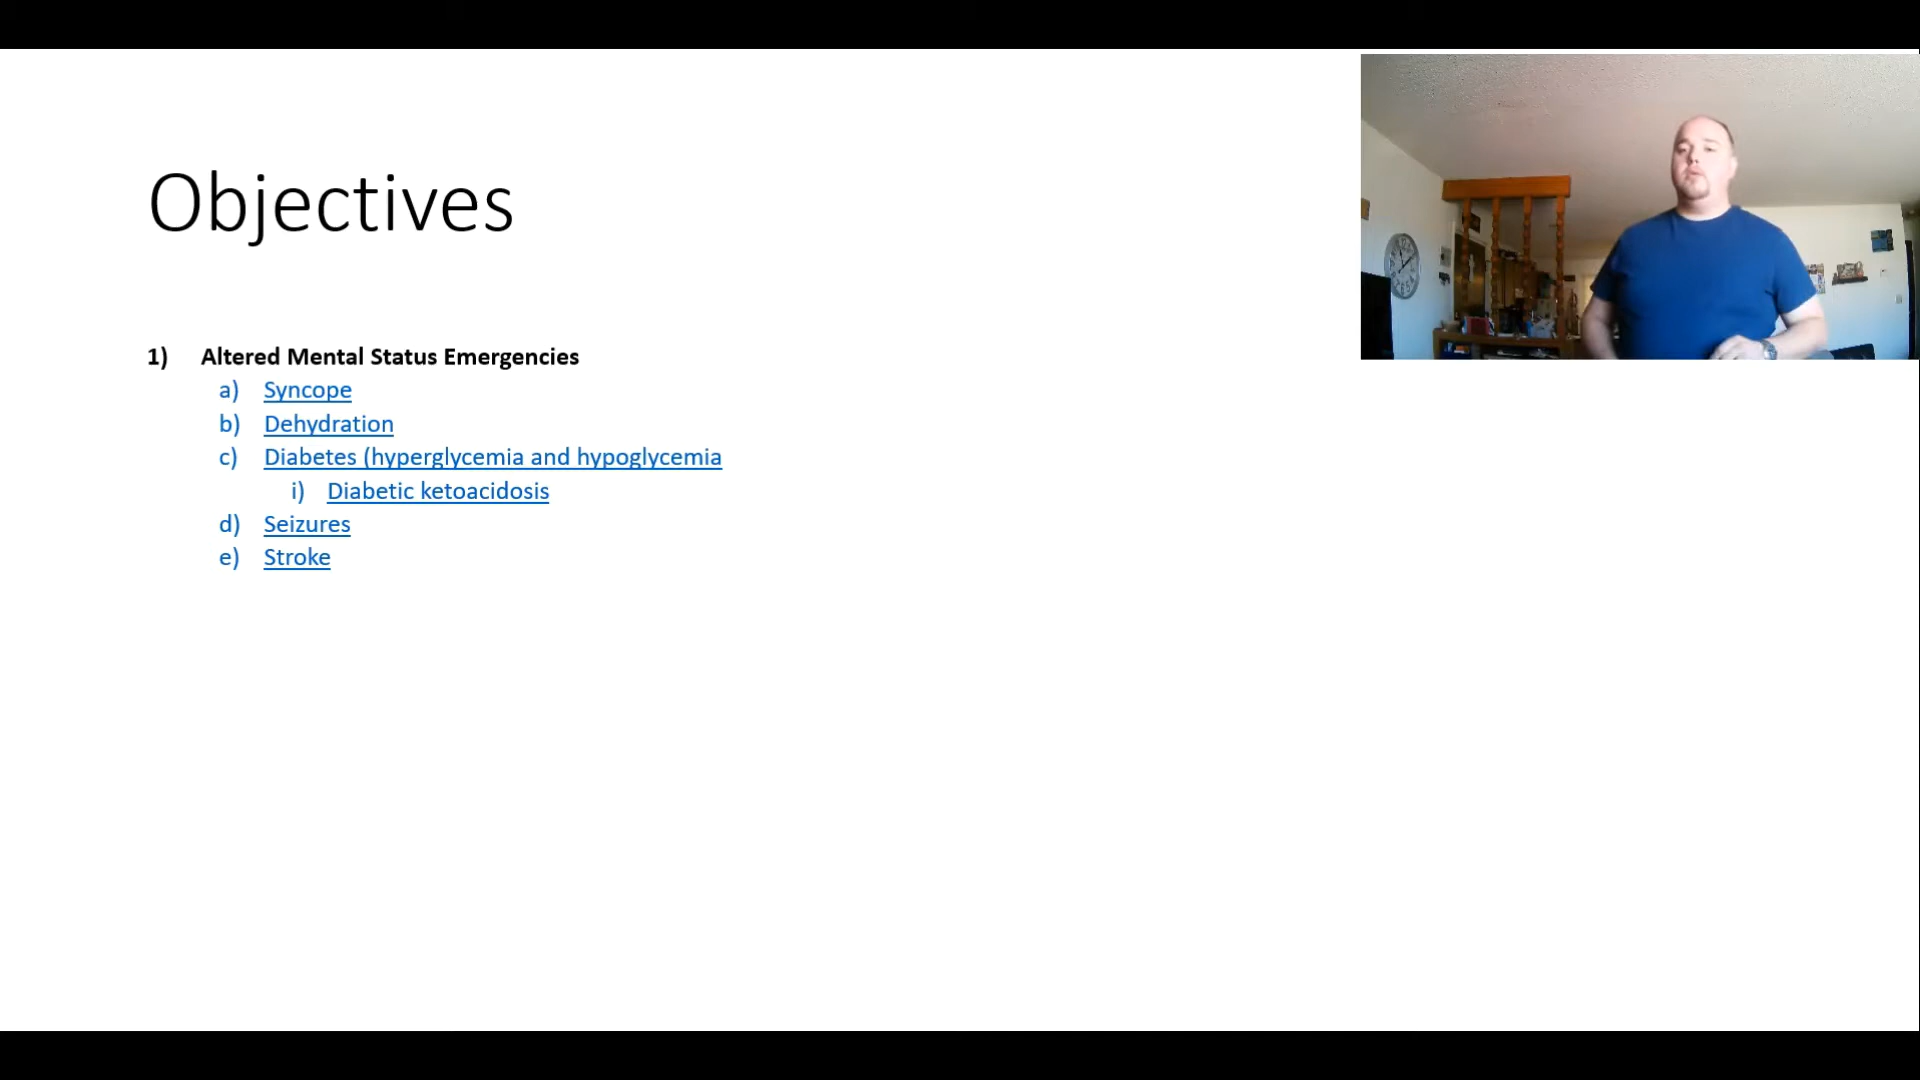 Objectives
1) Altered Mental Status Emergencies
a) Syncope
b) Dehydration
c) Diabetes (hyperglycemia and hypoglycemia
i) Diabetic ketoacidosis
d) Seizures
e) Stroke